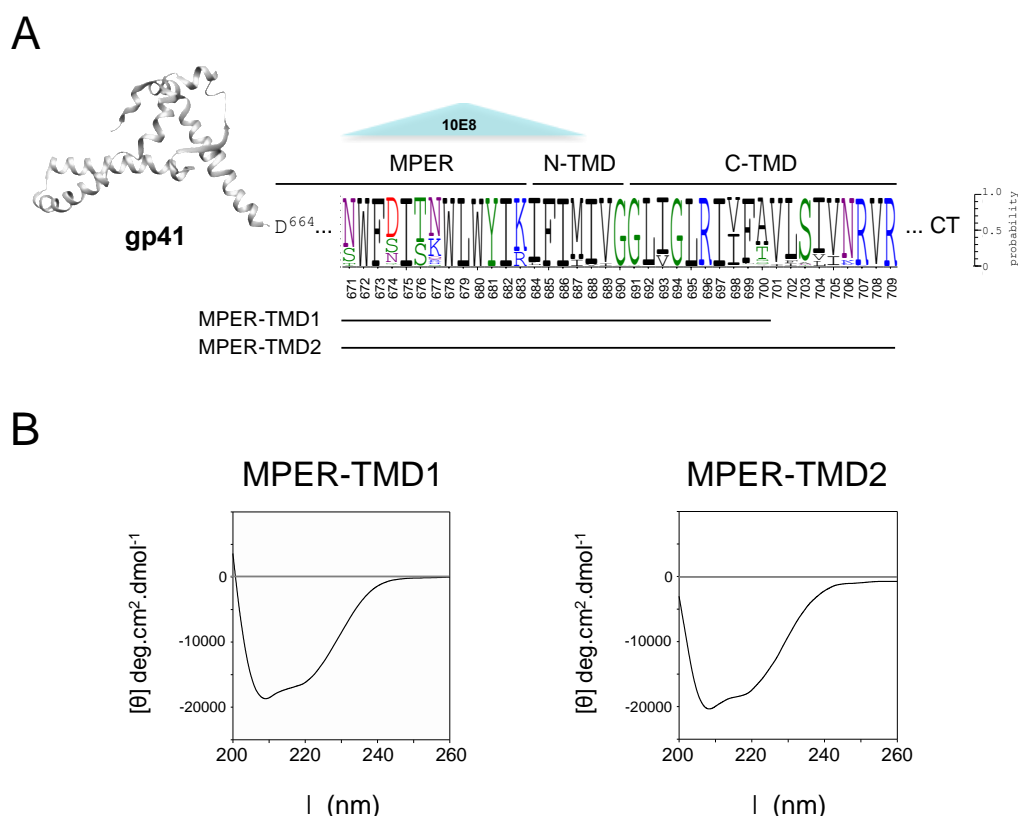 A
10E8
MPER N-TMD C-TMD
gp41
D664 ... NWFDITNWLWYIKIFIMIVGGLIGLRIVFAVLSIVNRVR ... CT
1.0
0.5
0
probability
671 672 673 674 675 676 677 678 679 680 681 682 683 684 685 686 687 688 689 690 691 692 693 694 695 696 697 698 699 700 701 702 703 704 705 706 707 708 709
MPER-TMD1
MPER-TMD2
B
MPER-TMD1 MPER-TMD2
[θ] deg.cm2.dmol-1
0
-10000
-20000
200 220 240 260
l (nm)
[θ] deg.cm2.dmol-1
0
-10000
-20000
200 220 240 260
l (nm)